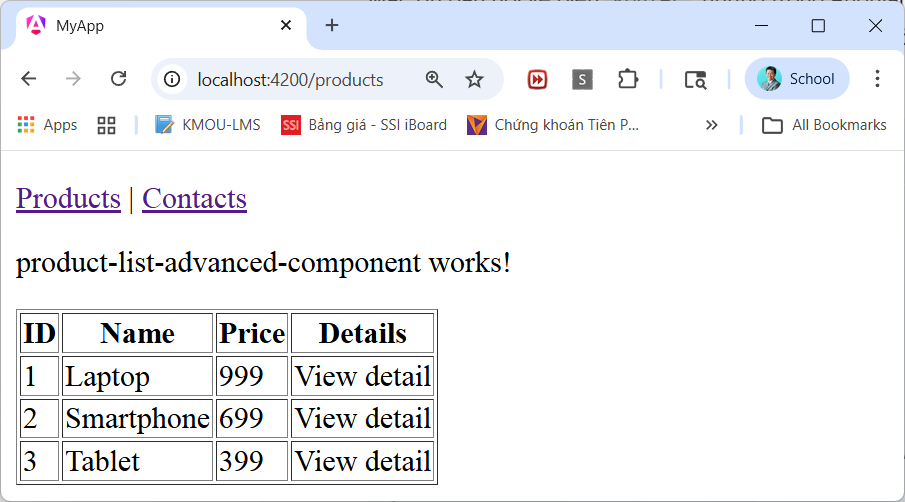 MyApp
localhost:4200/products
S
School
Apps
KMOU-LMS
SSI Bảng giá - SSI iBoard
Chứng khoán Tiên P...
All Bookmarks
Products | Contacts
product-list-advanced-component works!
ID Name Price Details
1 Laptop 999 View detail
2 Smartphone 699 View detail
3 Tablet 399 View detail